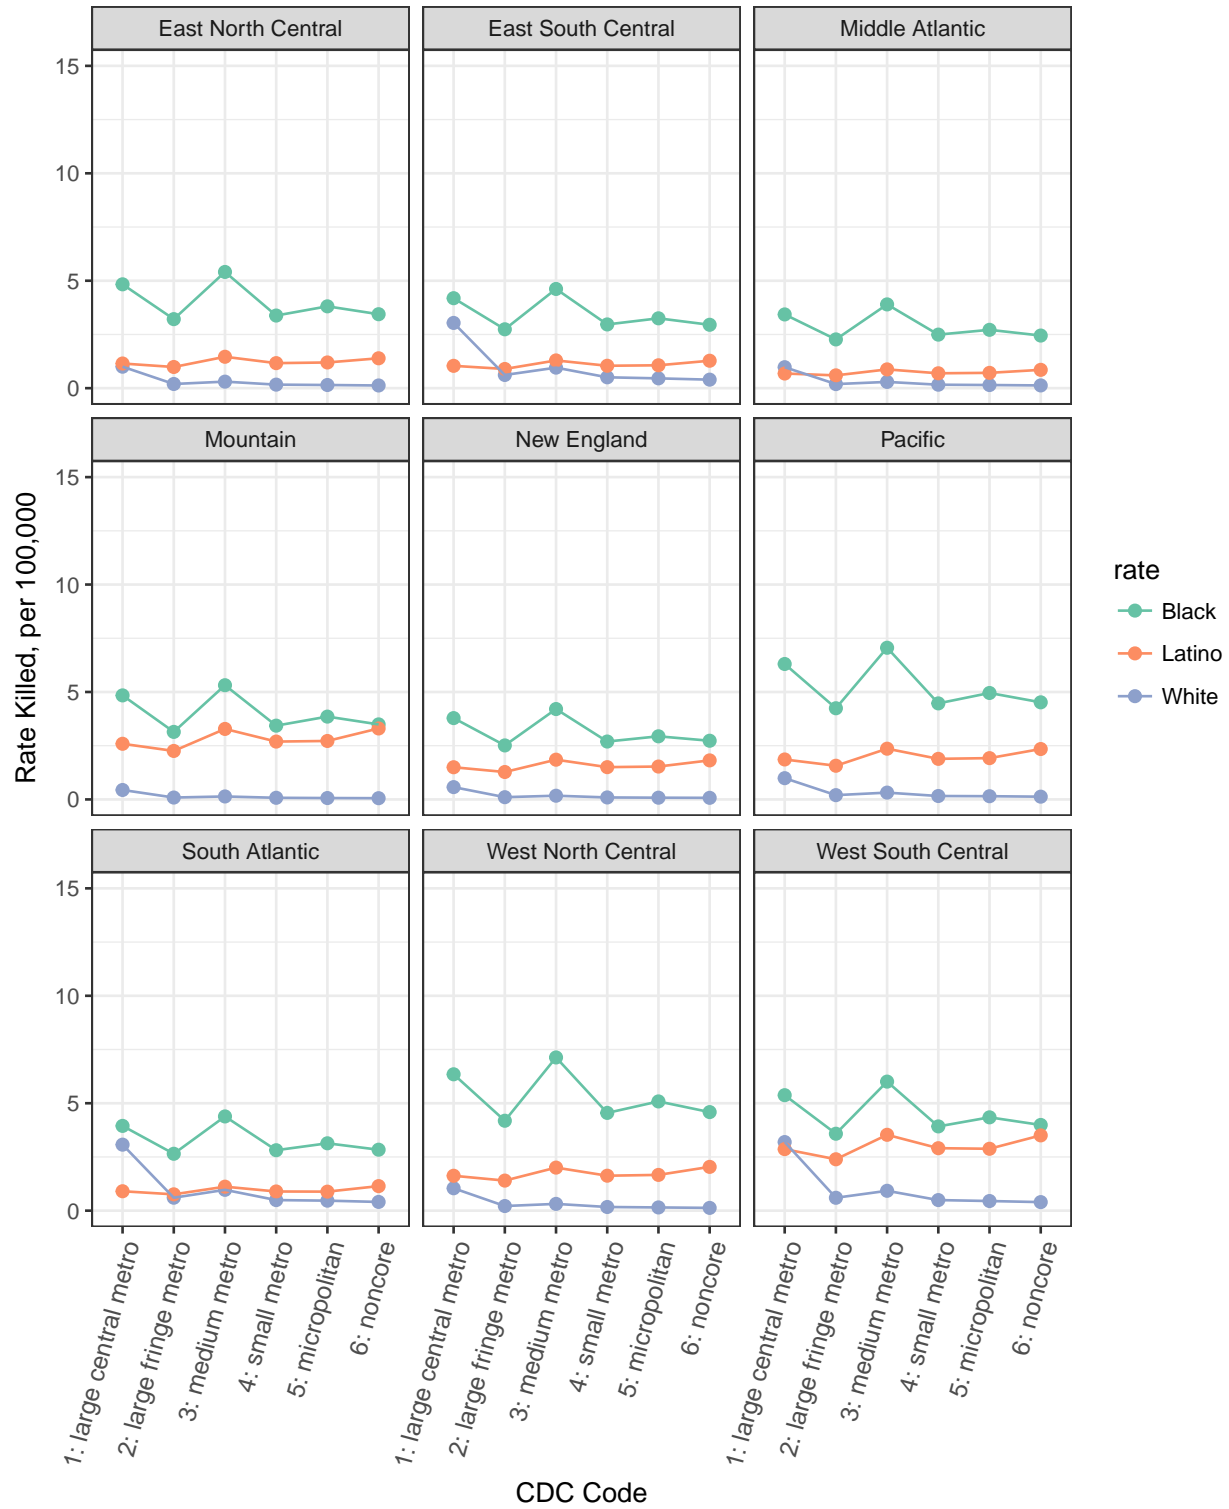 East North Central
East South Central
Middle Atlantic
15
10
5
0
Mountain
New England
Pacific
15
10
5
0
South Atlantic
West North Central
West South Central
15
10
5
0
Rate Killed, per 100,000
1: large central metro
2: large fringe metro
3: medium metro
4: small metro
5: micropolitan
6: noncore
1: large central metro
2: large fringe metro
3: medium metro
4: small metro
5: micropolitan
6: noncore
1: large central metro
2: large fringe metro
3: medium metro
4: small metro
5: micropolitan
6: noncore
CDC Code
rate
Black
Latino
White